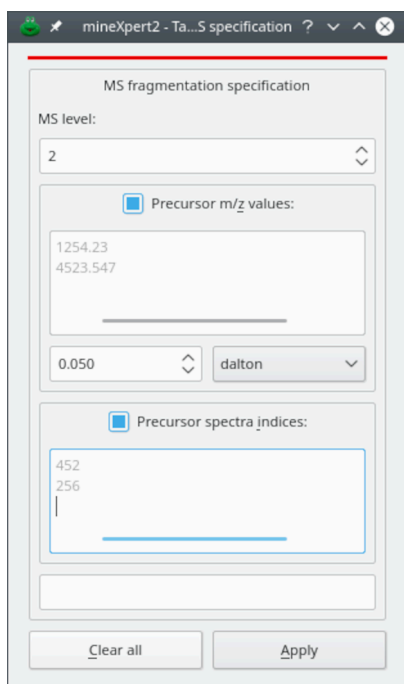 mineXpert2 - Ta...S specification
MS fragmentation specification
MS level:
2
Precursor m/z values:
1254.23
4523.547
0.050
dalton
Precursor spectra indices:
452
256
Clear all
Apply